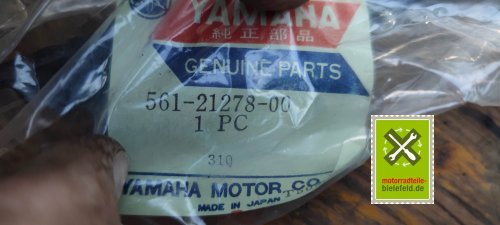 YAMAHA
純正部品
GENUINE PARTS
561-21278-00
1 PC
31Q
YAMAHA MOTOR CO
MADE IN JAPAN
motorradteile-
bielefeld.de